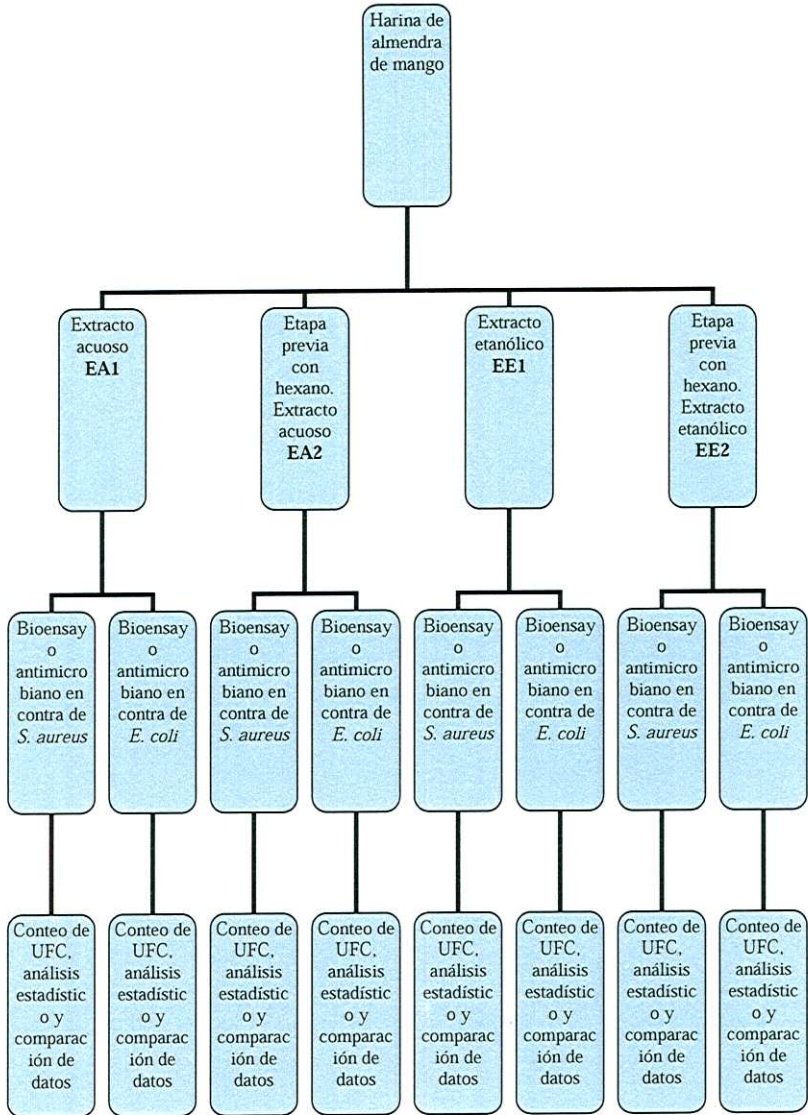 Harina de
almendra
de mango
Extracto
acuoso
EA1
Etapa
previa
con
hexano.
Extracto
acuoso
EA2
Extracto
etanólico
EE1
Etapa
previa
con
hexano.
Extracto
etanólico
EE2
Bioensay
o
antimicro
biano en
contra de
S. aureus
Bioensay
o
antimicro
biano en
contra de
E. coli
Bioensay
o
antimicro
biano en
contra de
S. aureus
Bioensay
o
antimicro
biano en
contra de
E. coli
Bioensay
o
antimicro
biano en
contra de
S. aureus
Bioensay
o
antimicro
biano en
contra de
E. coli
Bioensay
o
antimicro
biano en
contra de
S. aureus
Bioensay
o
antimicro
biano en
contra de
E. coli
Conteo de
UFC,
análisis
estadístic
o y
comparac
ión de
datos
Conteo de
UFC,
análisis
estadístic
o y
comparac
ión de
datos
Conteo de
UFC,
análisis
estadístic
o y
comparac
ión de
datos
Conteo de
UFC,
análisis
estadístic
o y
comparac
ión de
datos
Conteo de
UFC,
análisis
estadístic
o y
comparac
ión de
datos
Conteo de
UFC,
análisis
estadístic
o y
comparac
ión de
datos
Conteo de
UFC,
análisis
estadístic
o y
comparac
ión de
datos
Conteo de
UFC,
análisis
estadístic
o y
comparac
ión de
datos